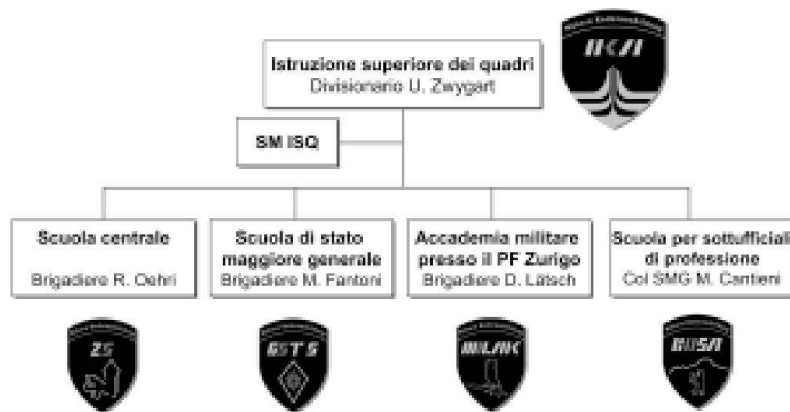 HKA
Istruzione superiore dei quadri
Divisionario U. Zwygart
SM ISQ
Scuola centrale
Brigadiere R. Oehri
Scuola di stato
maggiore generale
Brigadiere M. Fantoni
Accademia militare
presso il PF Zurigo
Brigadiere D. Lätsch
Scuola per sottufficiali
di professione
Col SMG M. Cantieni
ZS
GSTS
MILAK
BUSA